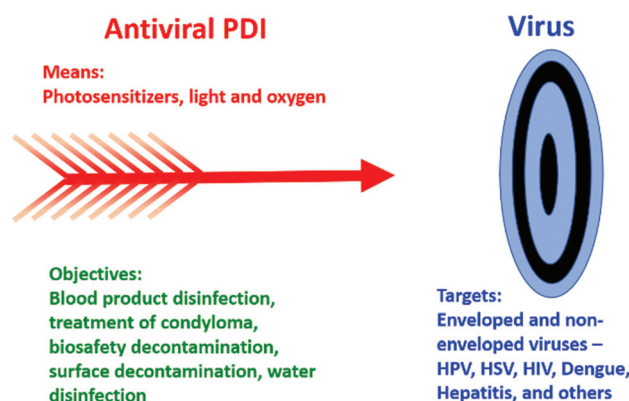 Antiviral PDI
Means:
Photosensitizers, light and oxygen
Objectives:
Blood product disinfection,
treatment of condyloma,
biosafety decontamination,
surface decontamination, water
disinfection
Virus
Targets:
Enveloped and non-
enveloped viruses –
HPV, HSV, HIV, Dengue,
Hepatitis, and others